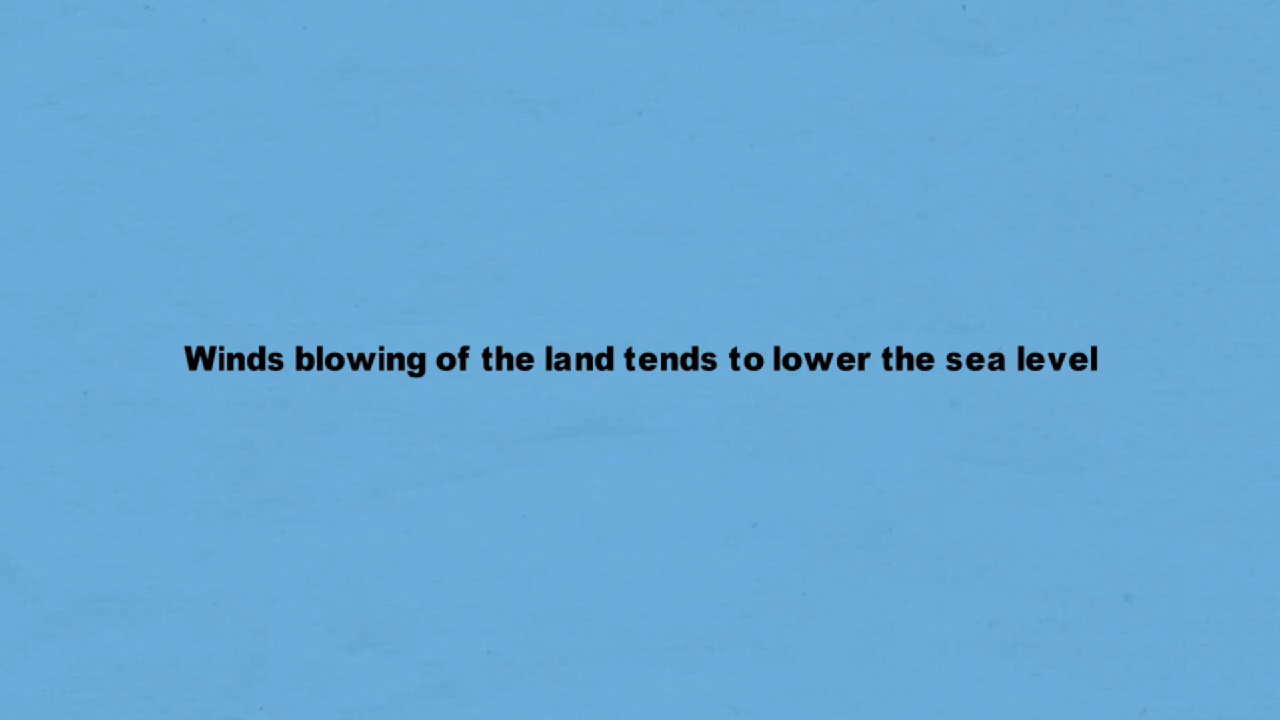 Winds blowing of the land tends to lower the sea level